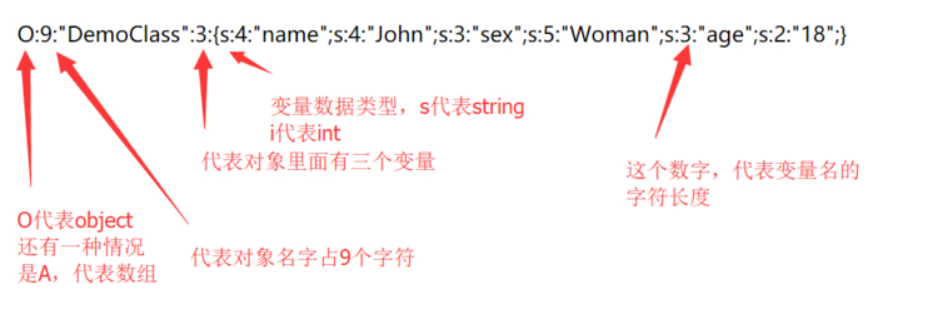 O:9:"DemoClass":3:{s:4:"name";s:4:"John";s:3:"sex";s:5:"Woman";s:3:"age";s:2:"18";}
变量数据类型，s代表string
i代表int
代表对象里面有三个变量
这个数字，代表变量名的
字符长度
O代表object
还有一种情况
是A，代表数组
代表对象名字占9个字符